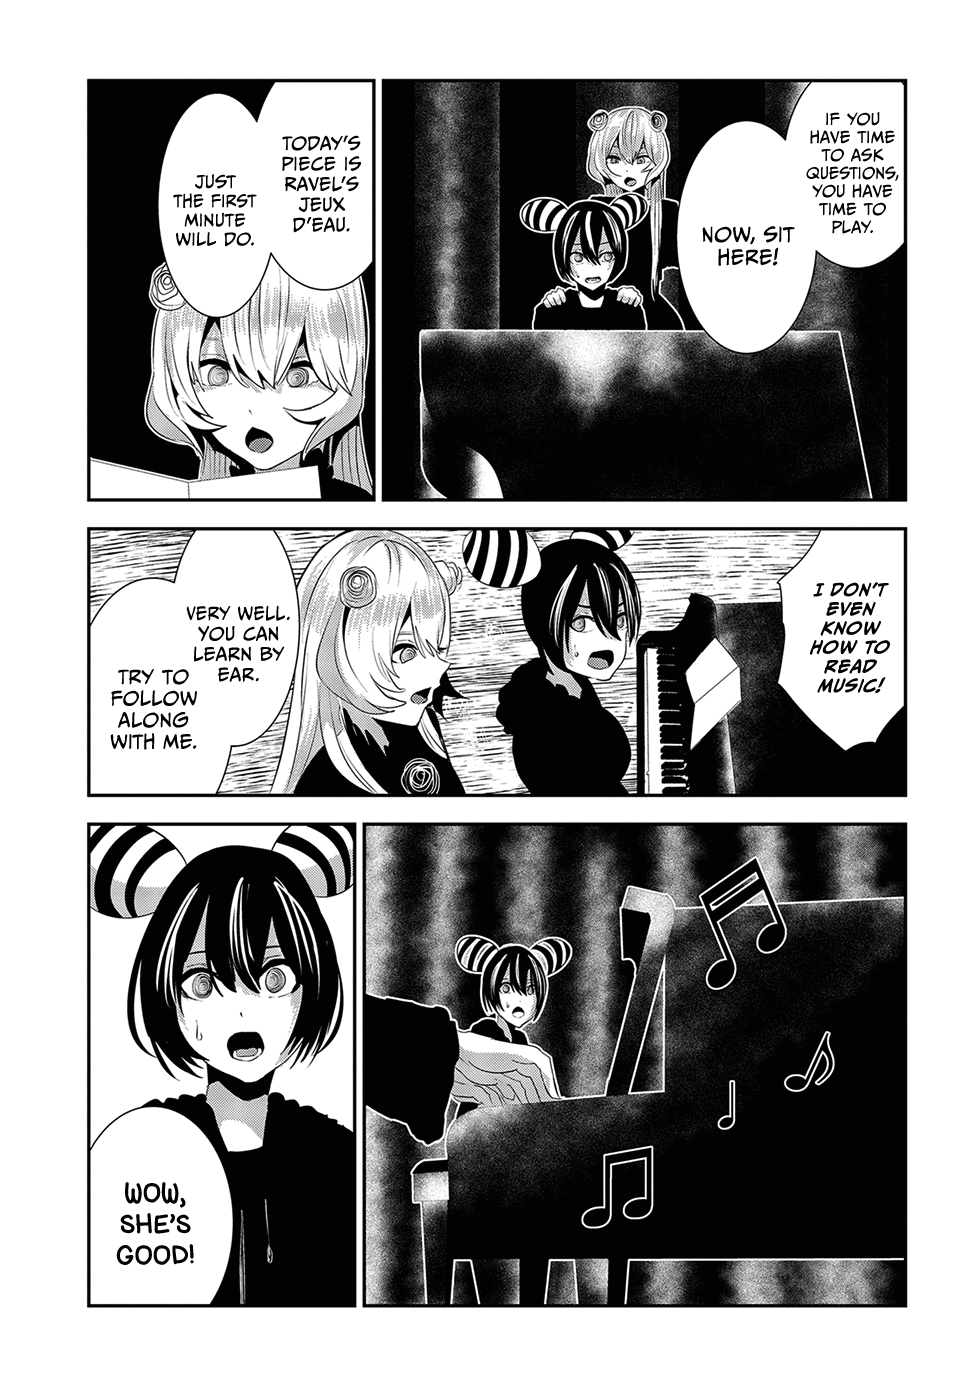 IF YOU
HAVE TIME
TO ASK
QUESTIONS,
YOU HAVE
TIME TO
PLAY.
NOW, SIT
HERE!
TODAY'S
PIECE IS
RAVEL'S
JEUX
D'EAU.
JUST
THE FIRST
MINUTE
WILL DO.
I DON'T
EVEN
KNOW
HOW TO
READ
MUSIC!
VERY WELL.
YOU CAN
LEARN BY
EAR.
TRY TO
FOLLOW
ALONG
WITH ME.
WOW,
SHE'S
GOOD!